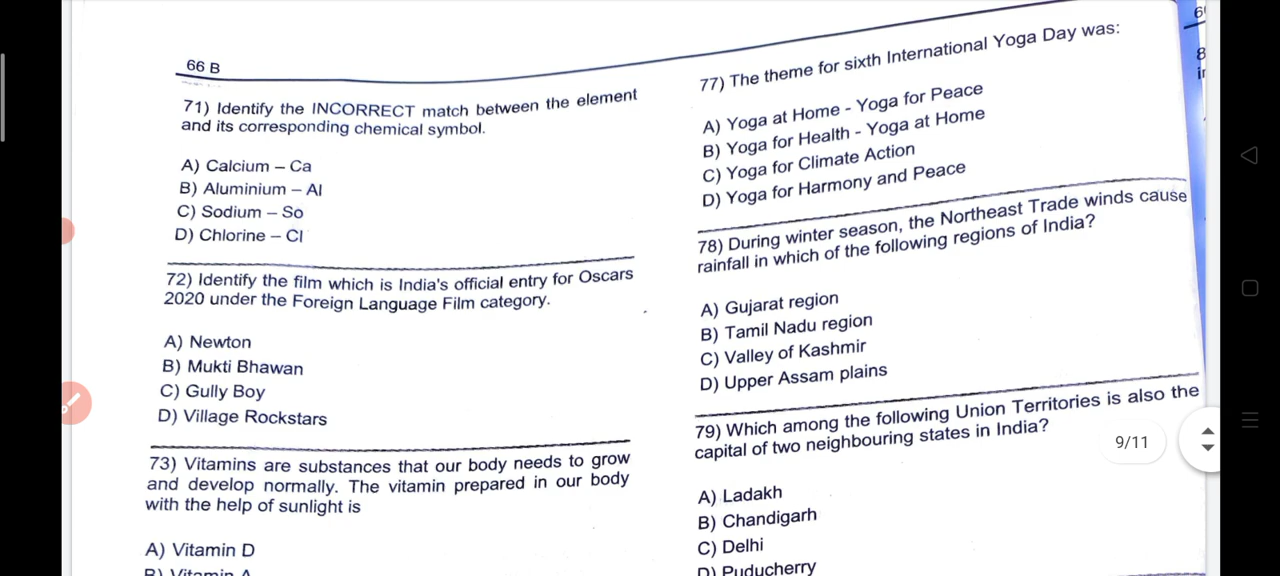 66 B
71) Identify the INCORRECT match between the element
and its corresponding chemical symbol.
A) Calcium – Ca
B) Aluminium – Al
C) Sodium – So
D) Chlorine – Cl
72) Identify the film which is India's official entry for Oscars
2020 under the Foreign Language Film category.
A) Newton
B) Mukti Bhawan
C) Gully Boy
D) Village Rockstars
73) Vitamins are substances that our body needs to grow
and develop normally. The vitamin prepared in our body
with the help of sunlight is
A) Vitamin D
B) Vitamin A
77) The theme for sixth International Yoga Day was:
A) Yoga at Home - Yoga for Peace
B) Yoga for Health - Yoga at Home
C) Yoga for Climate Action
D) Yoga for Harmony and Peace
78) During winter season, the Northeast Trade winds cause
rainfall in which of the following regions of India?
A) Gujarat region
B) Tamil Nadu region
C) Valley of Kashmir
D) Upper Assam plains
79) Which among the following Union Territories is also the
capital of two neighbouring states in India?
A) Ladakh
B) Chandigarh
C) Delhi
D) Puducherry
9/11